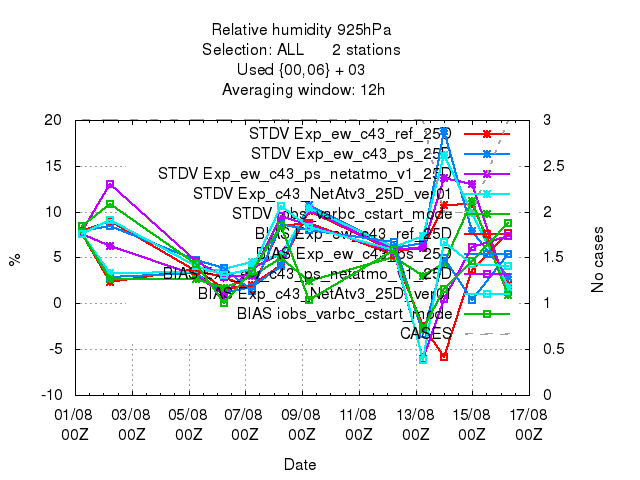 Relative humidity 925hPa
Selection: ALL 2 stations
Used {00,06} + 03
Averaging window: 12h
20
15
10
5
0
-5
-10
%
3
2.5
2
1.5
1
0.5
0
No cases
STDV Exp_ew_c43_ref_25D
STDV Exp_ew_c43_ps_25D
STDV Exp_ew_c43_ps_netatmo_v1_25D
STDV Exp_c43_NetAtv3_25D_ver01
STDV iobs_varbc_cstart_mode
BIAS Exp_ew_c43_ref_25D
BIAS Exp_ew_c43_ps_25D
BIAS Exp_ew_c43_ps_netatmo_v1_25D
BIAS Exp_c43_NetAtv3_25D_ver01
BIAS iobs_varbc_cstart_mode
CASES
01/08 03/08 05/08 07/08 09/08 11/08 13/08 15/08 17/08
00Z 00Z 00Z 00Z 00Z 00Z 00Z 00Z 00Z
Date